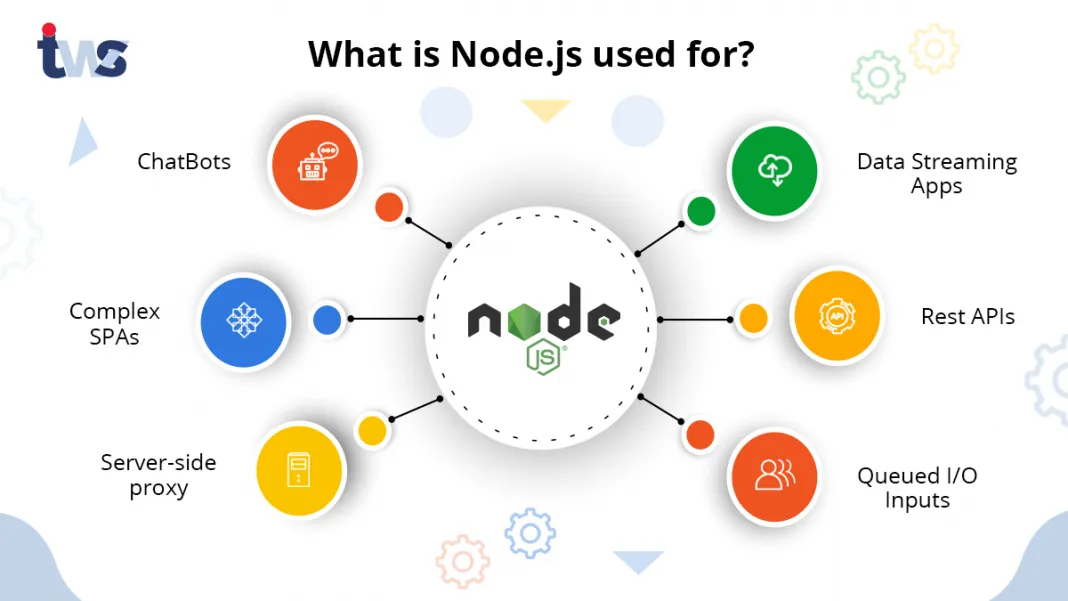 tws
What is Node.js used for?
ChatBots
Data Streaming
Apps
Complex
SPAs
Rest APIs
API
node
JS®
Server-side
proxy
Queued I/O
Inputs